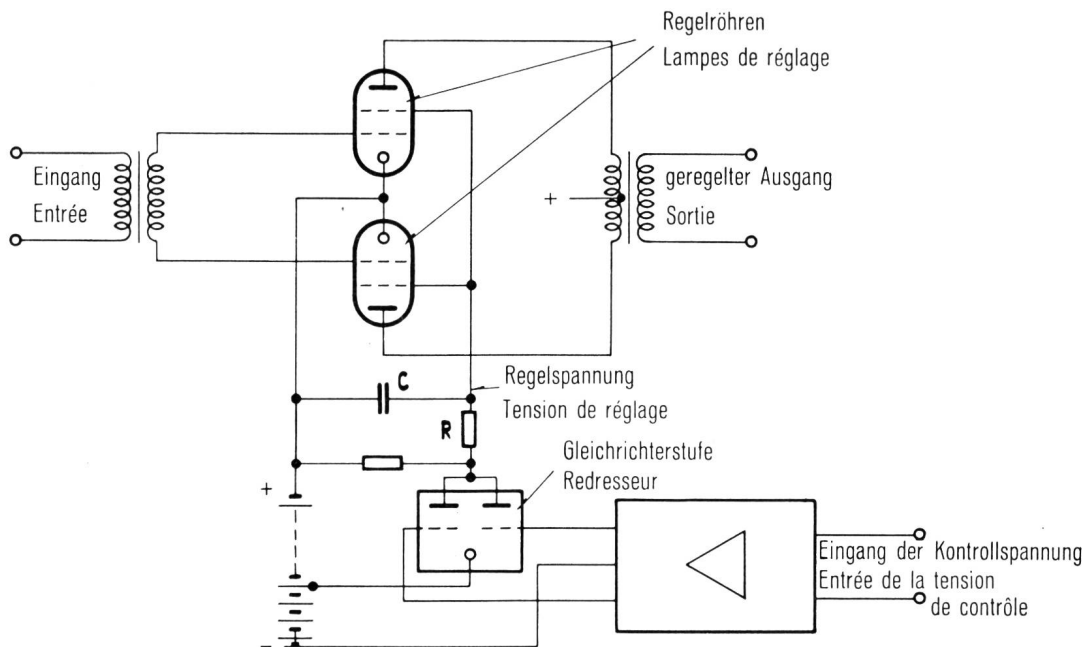 Regelröhren
Lampes de réglage
Eingang
Entrée
+
geregelter Ausgang
Sortie
C
Regelspannung
Tension de réglage
R
Gleichrichterstufe
Redresseur
+
Eingang der Kontrollspannung
Entrée de la tension
de contrôle
-